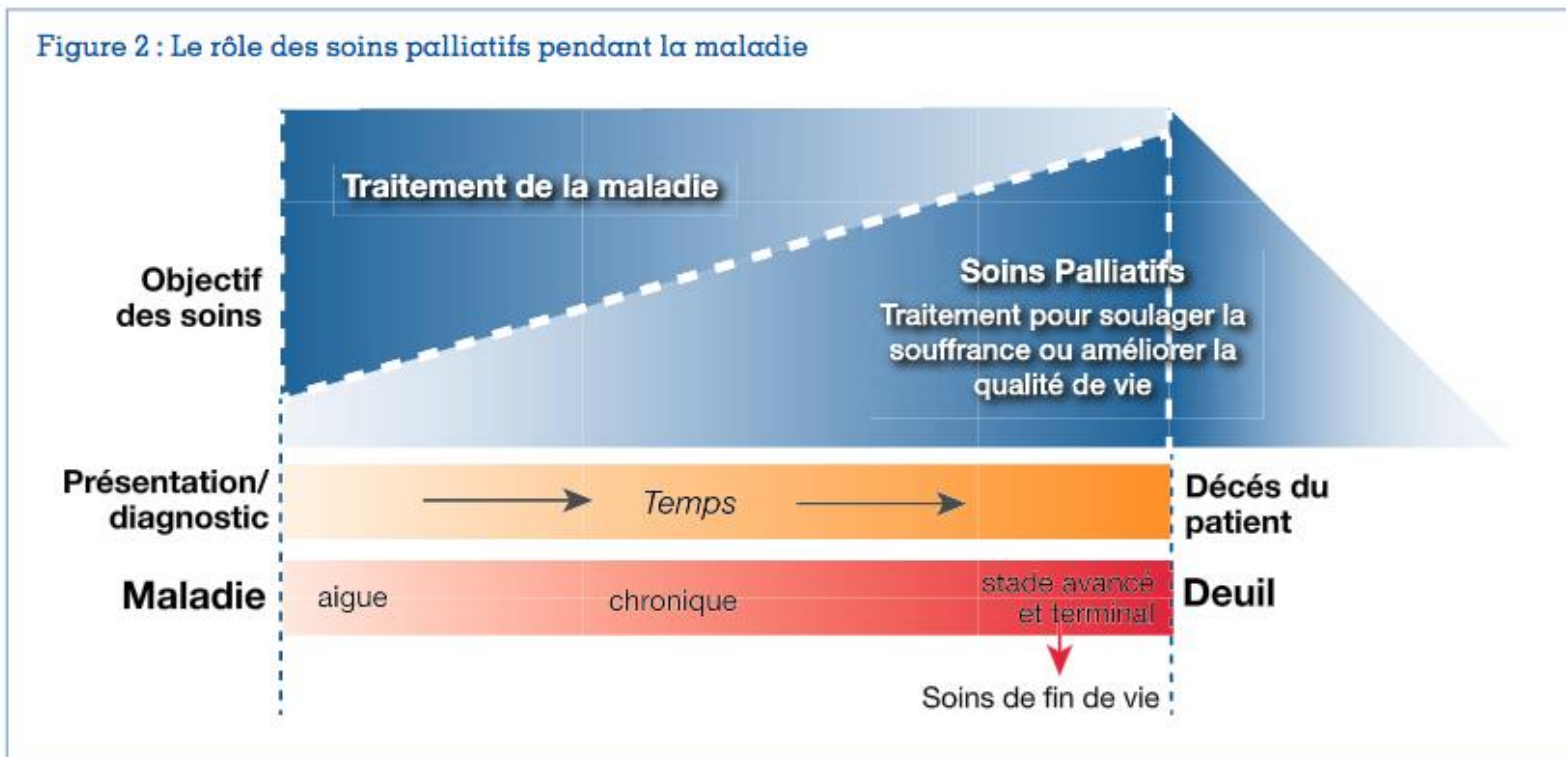 Figure 2 : Le rôle des soins palliatifs pendant la maladie
Traitement de la maladie
Objectif
des soins
Soins Palliatifs
Traitement pour soulager la
souffrance ou améliorer la
qualité de vie
Présentation/
diagnostic
Temps
Décés du
patient
Maladie
aigue
chronique
stade avancé
et terminal
Deuil
Soins de fin de vie